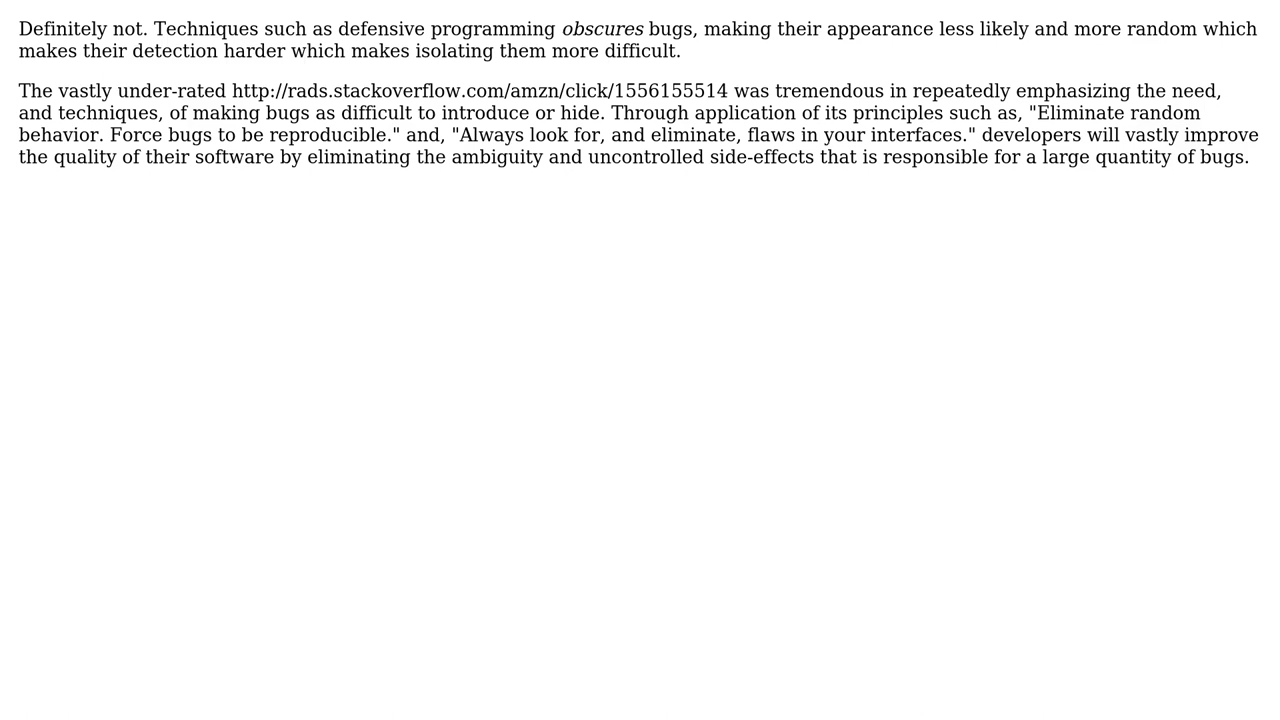 Definitely not. Techniques such as defensive programming obscures bugs, making their appearance less likely and more random which
makes their detection harder which makes isolating them more difficult.
The vastly under-rated http://rads.stackoverflow.com/amzn/click/1556155514 was tremendous in repeatedly emphasizing the need,
and techniques, of making bugs as difficult to introduce or hide. Through application of its principles such as, "Eliminate random
behavior. Force bugs to be reproducible." and, "Always look for, and eliminate, flaws in your interfaces." developers will vastly improve
the quality of their software by eliminating the ambiguity and uncontrolled side-effects that is responsible for a large quantity of bugs.